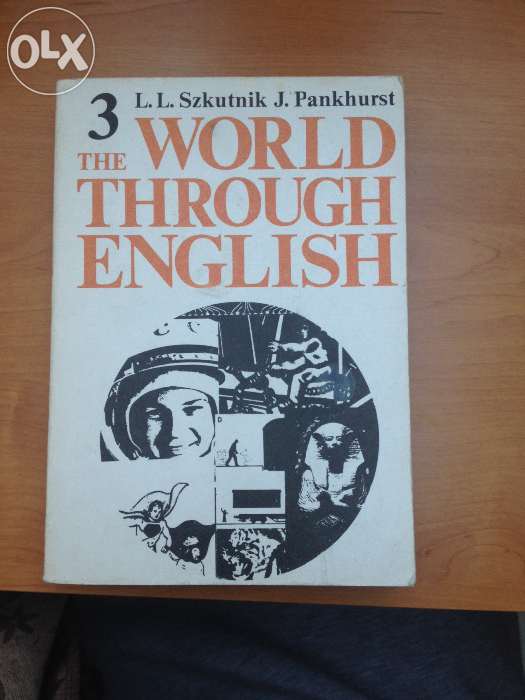 OLX
3 L. L. Szkutnik J. Pankhurst
THE WORLD
THROUGH
ENGLISH